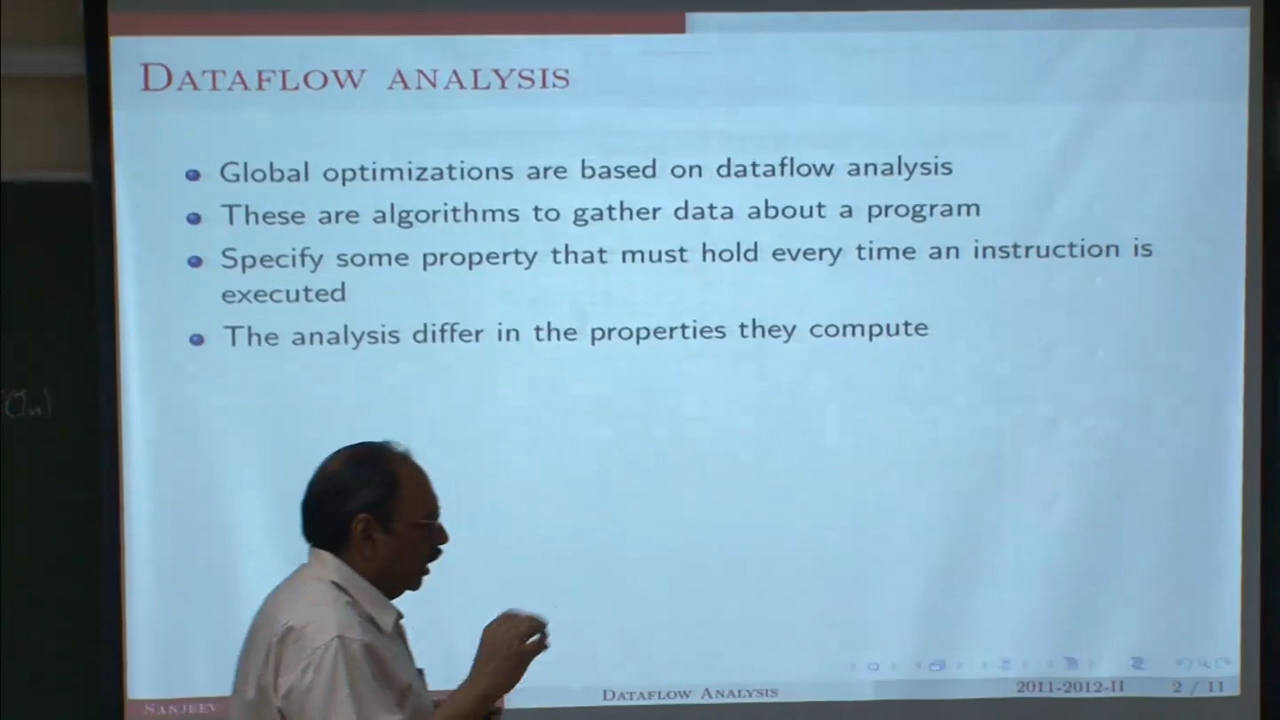 DATAFLOW ANALYSIS
Global optimizations are based on dataflow analysis
These are algorithms to gather data about a program
Specify some property that must hold every time an instruction is
executed
The analysis differ in the properties they compute
SANJEEV
DATAFLOW ANALYSIS
2011-2012-II
2 / 11